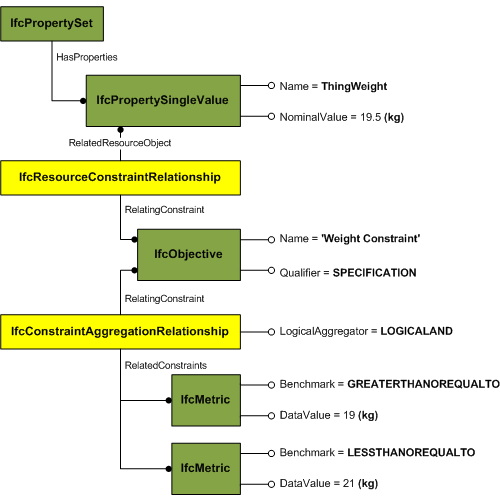 IfcPropertySet
HasProperties
IfcPropertySingleValue
Name = ThingWeight
NominalValue = 19.5 (kg)
RelatedResourceObject
IfcResourceConstraintRelationship
RelatingConstraint
IfcObjective
Name = 'Weight Constraint'
Qualifier = SPECIFICATION
RelatingConstraint
IfcConstraintAggregationRelationship
LogicalAggregator = LOGICALAND
RelatedConstraints
IfcMetric
Benchmark = GREATERTHANOREQUALTO
DataValue = 19 (kg)
IfcMetric
Benchmark = LESSTHANOREQUALTO
DataValue = 21 (kg)